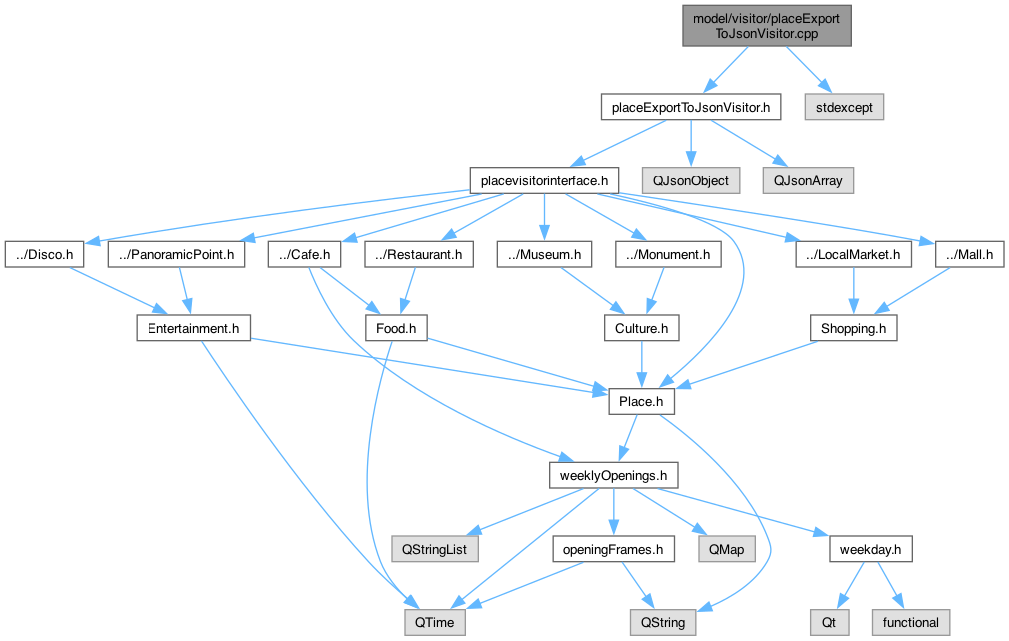 model/visitor/placeExport
ToJsonVisitor.cpp
placeExportToJsonVisitor.h
stdexcept
placevisitorinterface.h
QJsonObject
QJsonArray
../Disco.h
../PanoramicPoint.h
../Cafe.h
../Restaurant.h
../Museum.h
../Monument.h
../LocalMarket.h
../Mall.h
Entertainment.h
Food.h
Culture.h
Shopping.h
Place.h
weeklyOpenings.h
QStringList
openingFrames.h
QMap
weekday.h
QTime
QString
Qt
functional